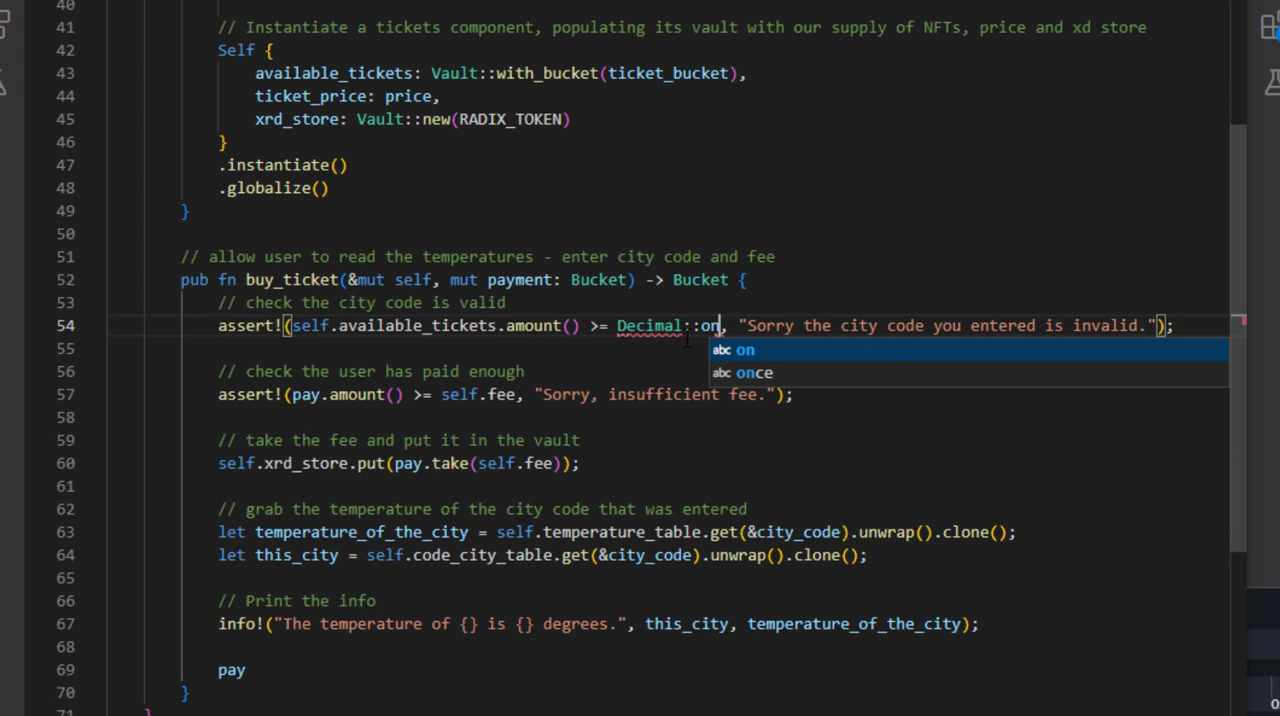 40
41 // Instantiate a tickets component, populating its vault with our supply of NFTs, price and xd store
42 Self {
43 available_tickets: Vault::with_bucket(ticket_bucket),
44 ticket_price: price,
45 xrd_store: Vault::new(RADIX_TOKEN)
46 }
47 .instantiate()
48 .globalize()
49 }
50
51 // allow user to read the temperatures - enter city code and fee
52 pub fn buy_ticket(&mut self, mut payment: Bucket) -> Bucket {
53 // check the city code is valid
54 assert!(self.available_tickets.amount() >= Decimal::on, "Sorry the city code you entered is invalid.");
abc on
55
abc once
56 // check the user has paid enough
57 assert!(pay.amount() >= self.fee, "Sorry, insufficient fee.");
58
59 // take the fee and put it in the vault
60 self.xrd_store.put(pay.take(self.fee));
61
62 // grab the temperature of the city code that was entered
63 let temperature_of_the_city = self.temperature_table.get(&city_code).unwrap().clone();
64 let this_city = self.code_city_table.get(&city_code).unwrap().clone();
65
66 // Print the info
67 info!("The temperature of {} is {} degrees.", this_city, temperature_of_the_city);
68
69 pay
70 }
71 }